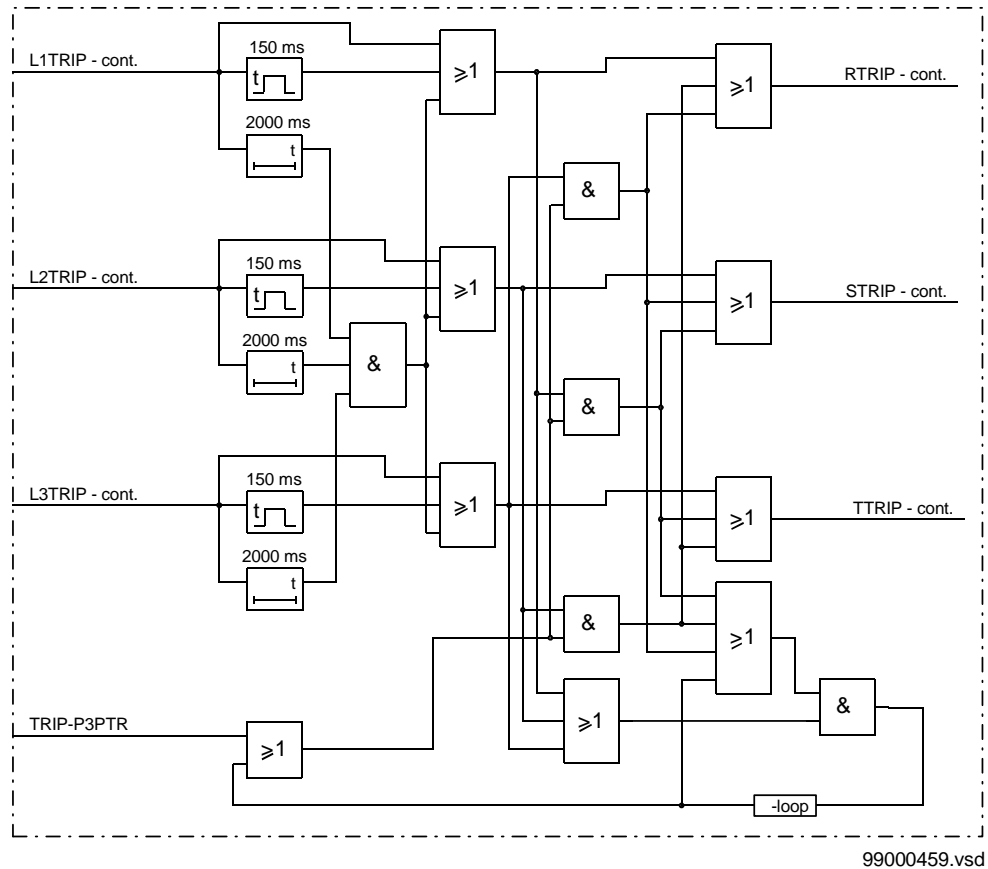 150 ms
L1TRIP - cont.
t
≥1
≥1
RTRIP - cont.
2000 ms
t
&
150 ms
L2TRIP - cont.
t
≥1
≥1
STRIP - cont.
2000 ms
t
&
&
150 ms
L3TRIP - cont.
t
≥1
≥1
TTRIP - cont.
2000 ms
t
&
≥1
&
TRIP-P3PTR
≥1
≥1
-loop
99000459.vsd